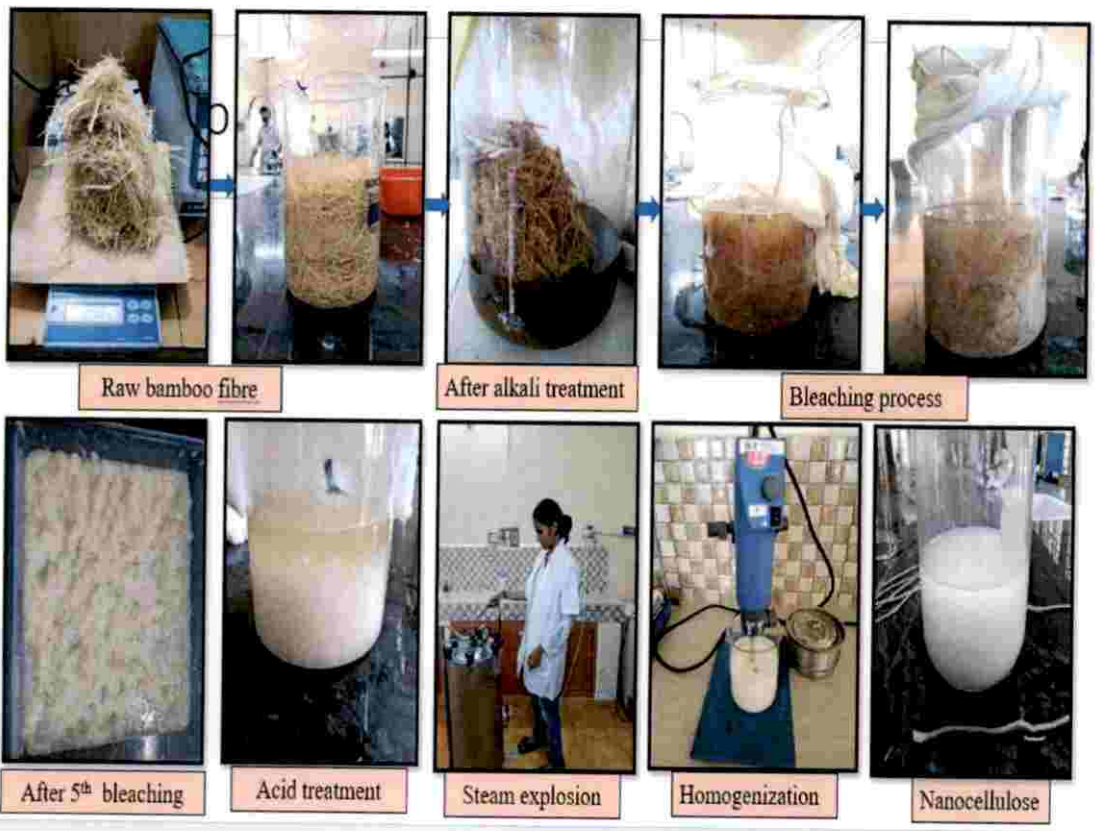 Raw bamboo fibre
After alkali treatment
Bleaching process
After 5th bleaching
Acid treatment
Steam explosion
Homogenization
Nanocellulose